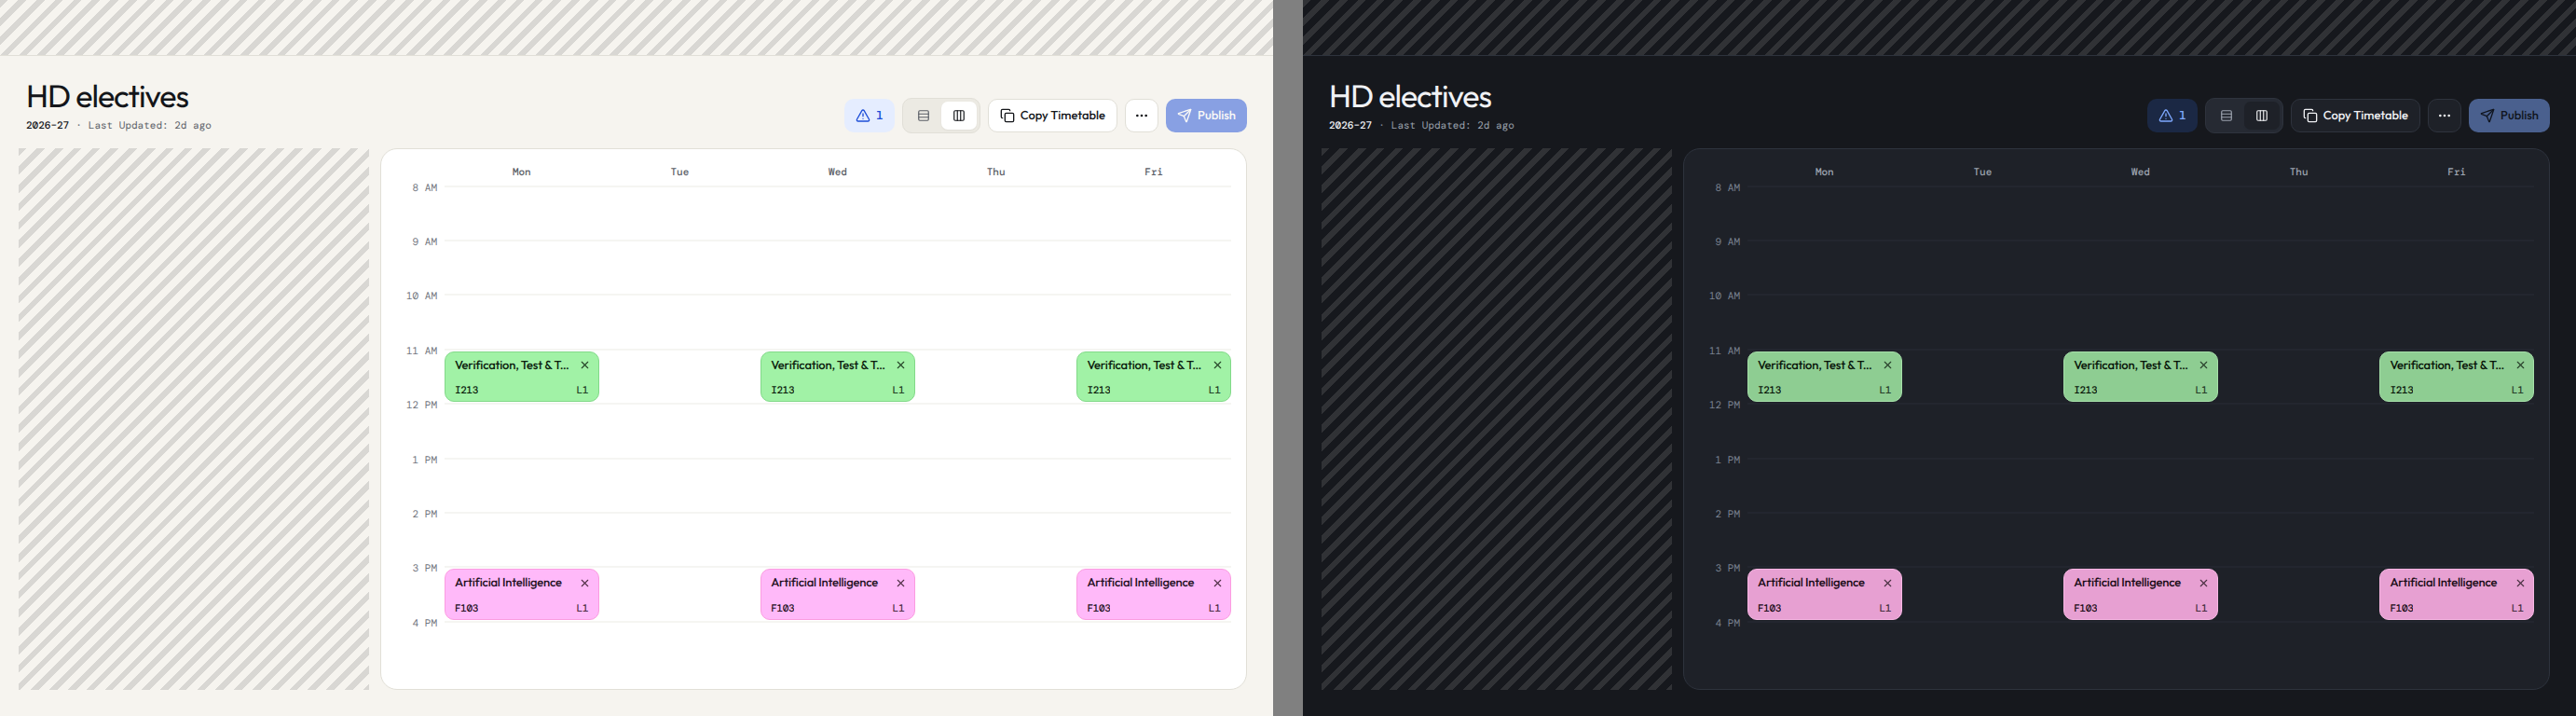 HD electives
2026-27 · Last Updated: 2d ago
1
Copy Timetable
Publish
Mon Tue Wed Thu Fri
8 AM
9 AM
10 AM
11 AM
Verification, Test & T... Verification, Test & T... Verification, Test & T...
I213 L1 I213 L1 I213 L1
12 PM
1 PM
2 PM
3 PM
Artificial Intelligence Artificial Intelligence Artificial Intelligence
F103 L1 F103 L1 F103 L1
4 PM
HD electives
2026-27 · Last Updated: 2d ago
1
Copy Timetable
Publish
Mon Tue Wed Thu Fri
8 AM
9 AM
10 AM
11 AM
Verification, Test & T... Verification, Test & T... Verification, Test & T...
I213 L1 I213 L1 I213 L1
12 PM
1 PM
2 PM
3 PM
Artificial Intelligence Artificial Intelligence Artificial Intelligence
F103 L1 F103 L1 F103 L1
4 PM